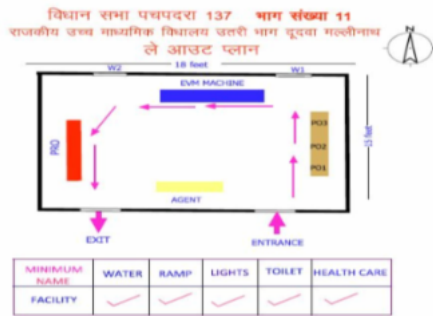 विधान सभा पचपदरा 137 भाग संख्या 11
राजकीय उच्च माध्यमिक विधालय उतरी भाग दूदवा मल्लीनाथ
ले आउट प्लान
N
W2
18 feet
W1
EVM MACHINE
PRO
PO3
PO2
PO1
15 feet
AGENT
EXIT
ENTRANCE
MINIMUM NAME WATER RAMP LIGHTS TOILET HEALTH CARE
FACILITY